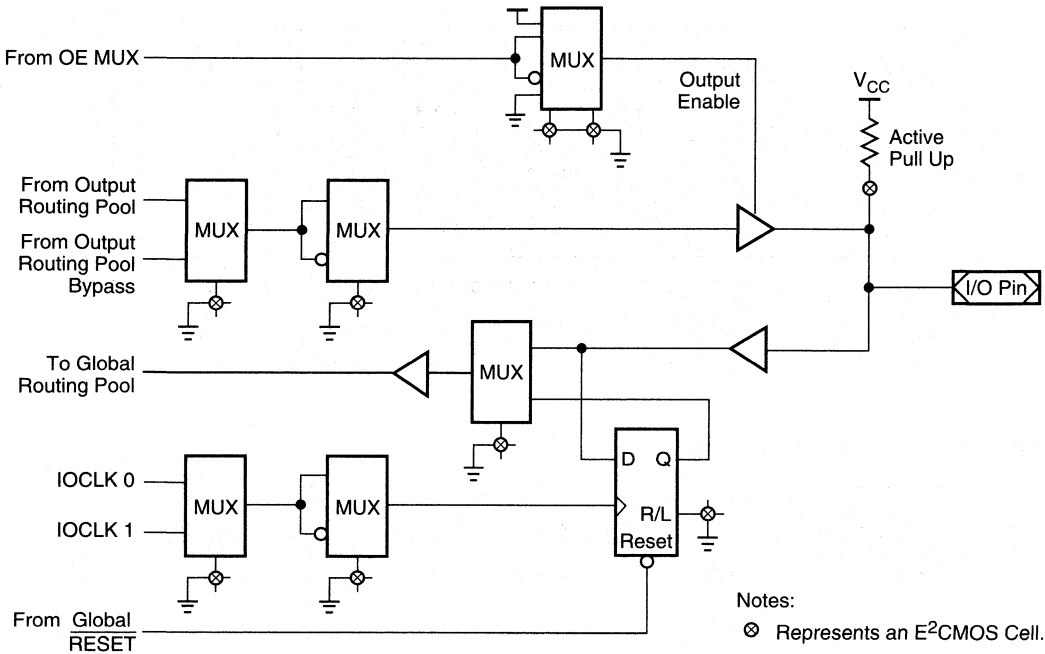 From OE MUX
MUX
Output
Enable
V_CC
Active
Pull Up
From Output
Routing Pool
From Output
Routing Pool
Bypass
MUX
MUX
I/O Pin
To Global
Routing Pool
MUX
IOCLK 0
IOCLK 1
MUX
MUX
D Q
R/L
Reset
From Global
RESET
Notes:
⊗ Represents an E²CMOS Cell.